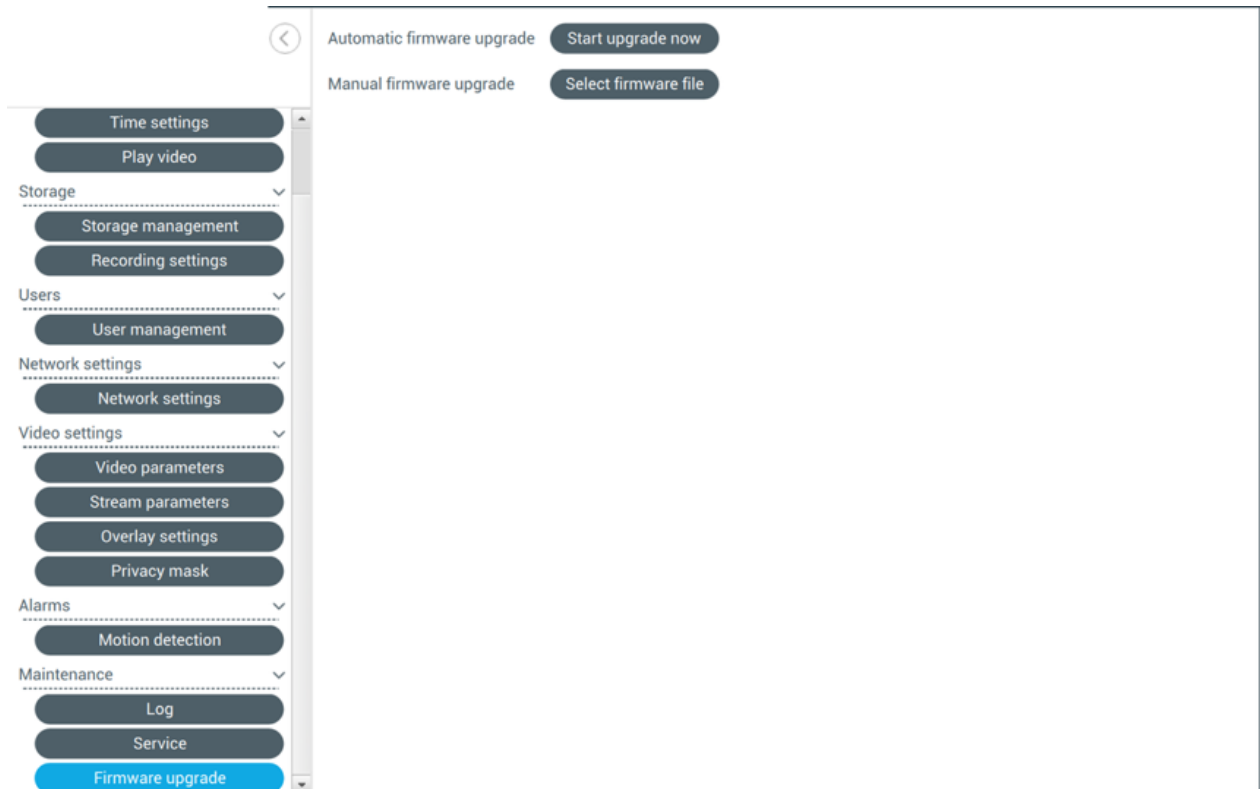 Automatic firmware upgrade Start upgrade now
Manual firmware upgrade Select firmware file
Time settings
Play video
Storage
Storage management
Recording settings
Users
User management
Network settings
Network settings
Video settings
Video parameters
Stream parameters
Overlay settings
Privacy mask
Alarms
Motion detection
Maintenance
Log
Service
Firmware upgrade